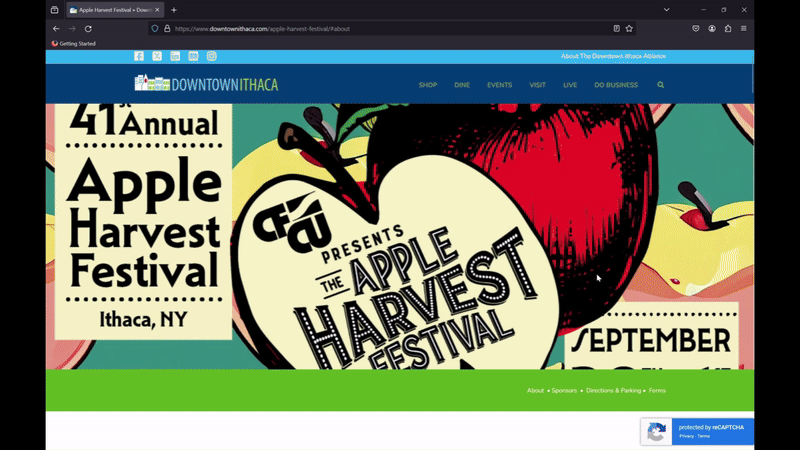 Apple Harvest Festival • Down
https://www.downtownithaca.com/apple-harvest-festival/#about
Getting Started
About The Downtown Ithaca Alliance
DOWNTOWNITHACA
SHOP DINE EVENTS VISIT LIVE DO BUSINESS
41st Annual
Apple
Harvest
Festival
Ithaca, NY
CFCU
PRESENTS
THE APPLE
HARVEST
FESTIVAL
SEPTEMBER
About • Sponsors • Directions & Parking • Forms
protected by reCAPTCHA
Privacy - Terms